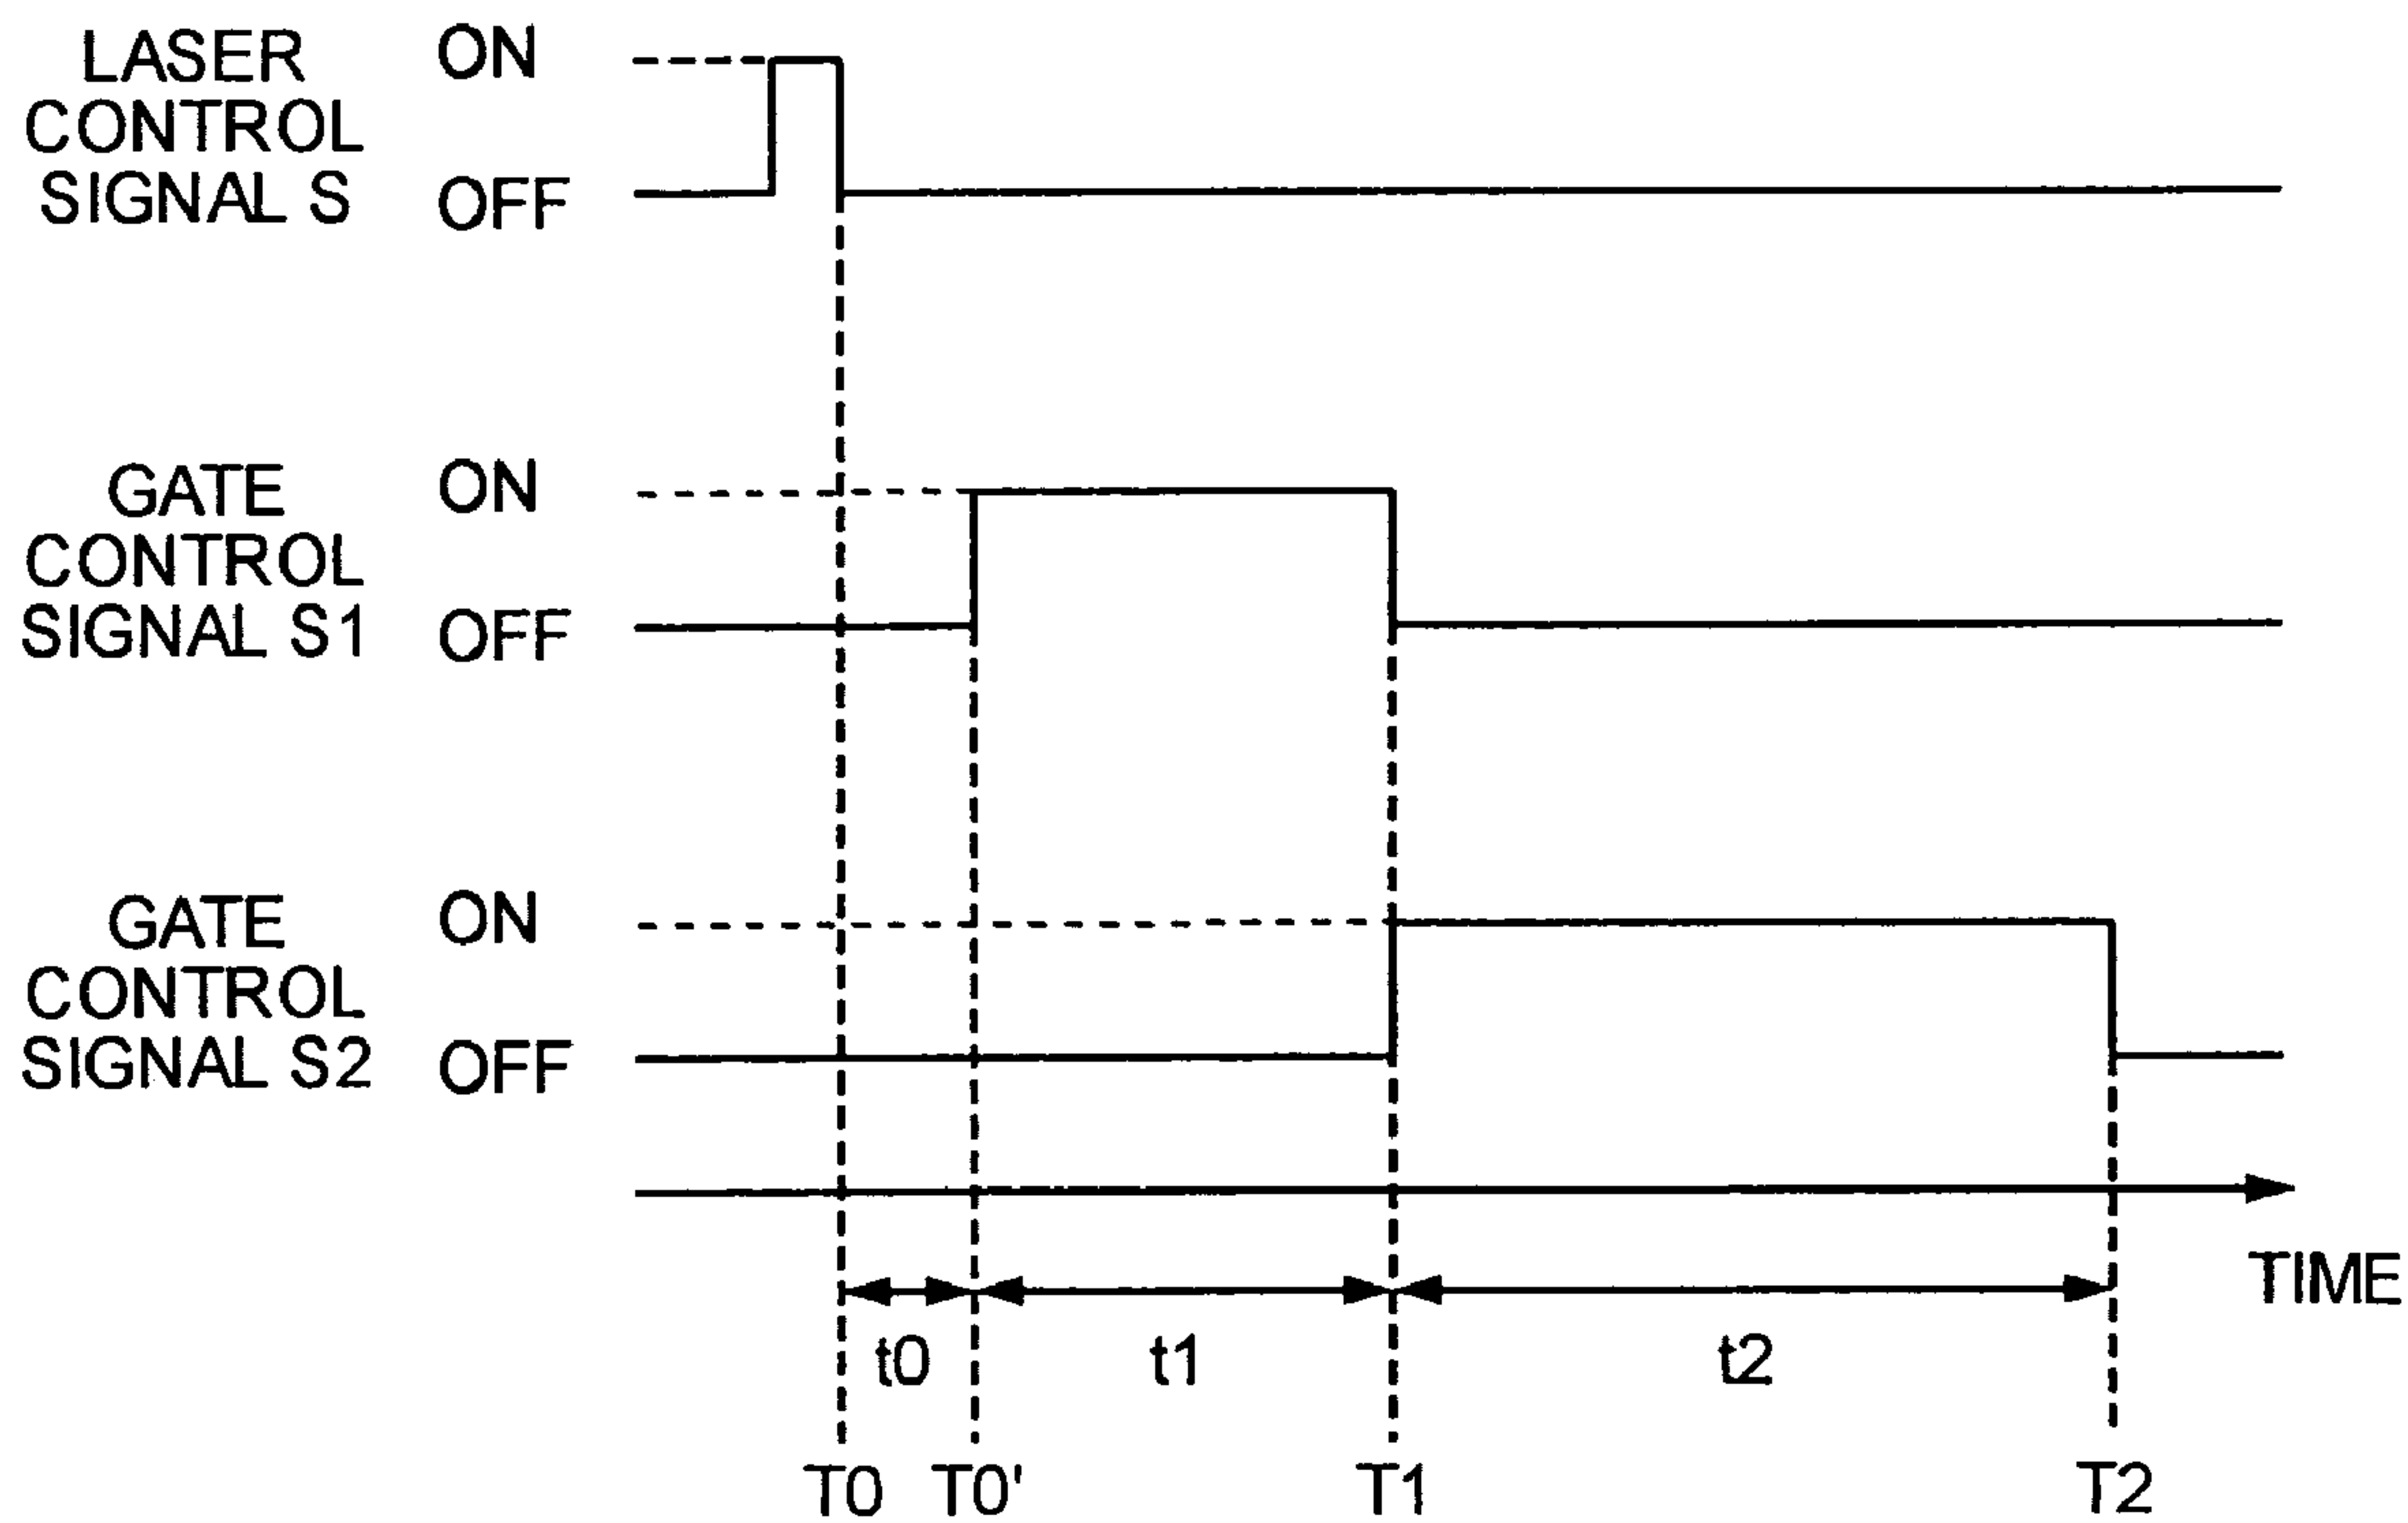 LASER
CONTROL
SIGNAL S
ON
OFF
GATE
CONTROL
SIGNAL S1
ON
OFF
GATE
CONTROL
SIGNAL S2
ON
OFF
TIME
t0 t1 t2
T0 T0' T1 T2